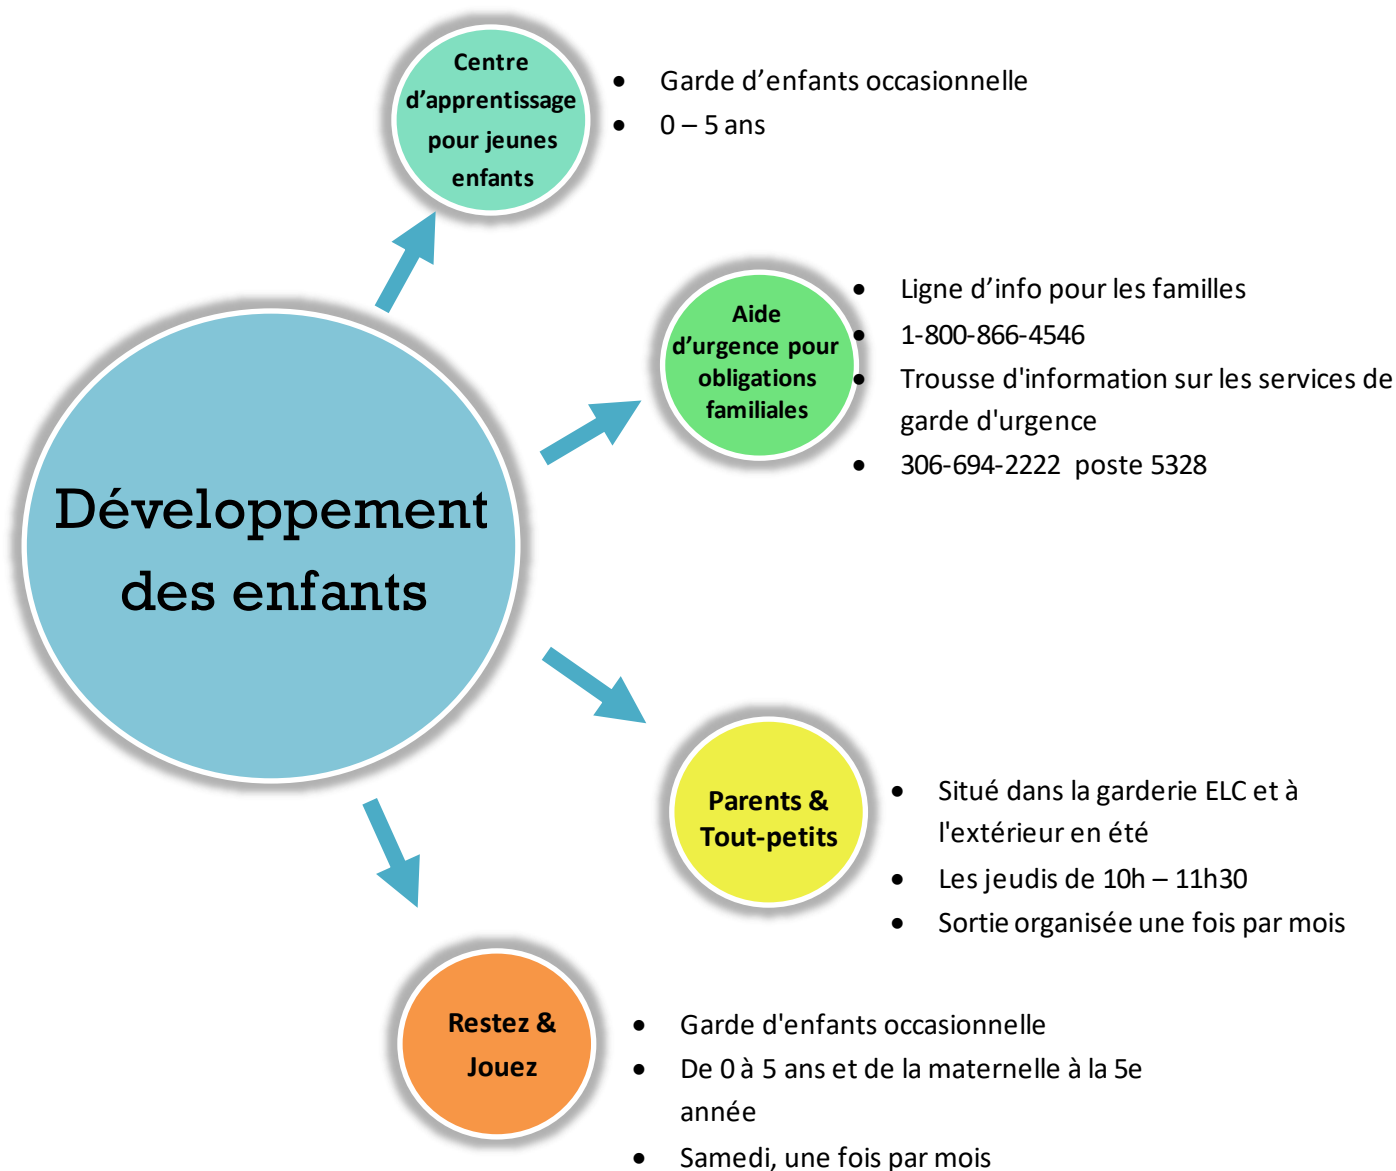 Centre
d’apprentissage
pour jeunes
enfants
• Garde d’enfants occasionnelle
• 0 – 5 ans
Aide
d’urgence pour
obligations
familiales
• Ligne d’info pour les familles
• 1-800-866-4546
• Trousse d'information sur les services de
garde d'urgence
• 306-694-2222 poste 5328
Développement
des enfants
Parents &
Tout-petits
• Situé dans la garderie ELC et à
l'extérieur en été
• Les jeudis de 10h – 11h30
• Sortie organisée une fois par mois
Restez &
Jouez
• Garde d'enfants occasionnelle
• De 0 à 5 ans et de la maternelle à la 5e
année
• Samedi, une fois par mois